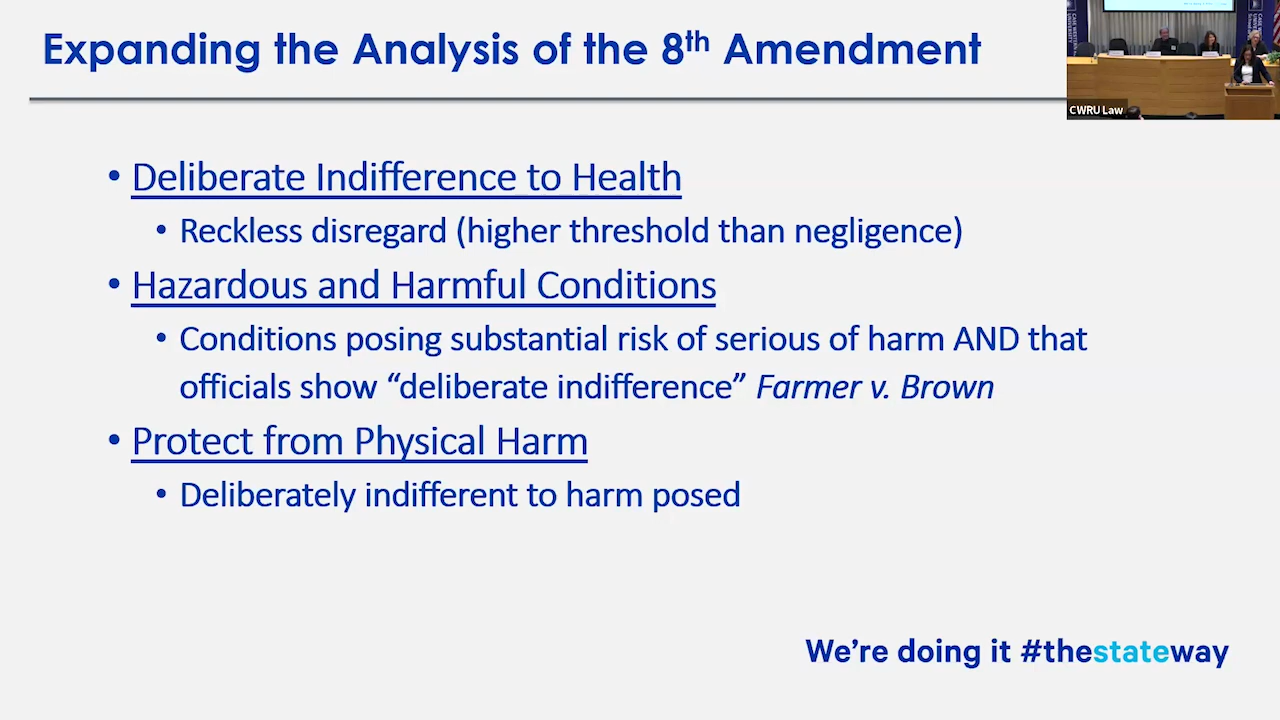 Expanding the Analysis of the 8th Amendment
CWRU Law
• Deliberate Indifference to Health
• Reckless disregard (higher threshold than negligence)
• Hazardous and Harmful Conditions
• Conditions posing substantial risk of serious of harm AND that
officials show “deliberate indifference” Farmer v. Brown
• Protect from Physical Harm
• Deliberately indifferent to harm posed
We’re doing it #thestateway